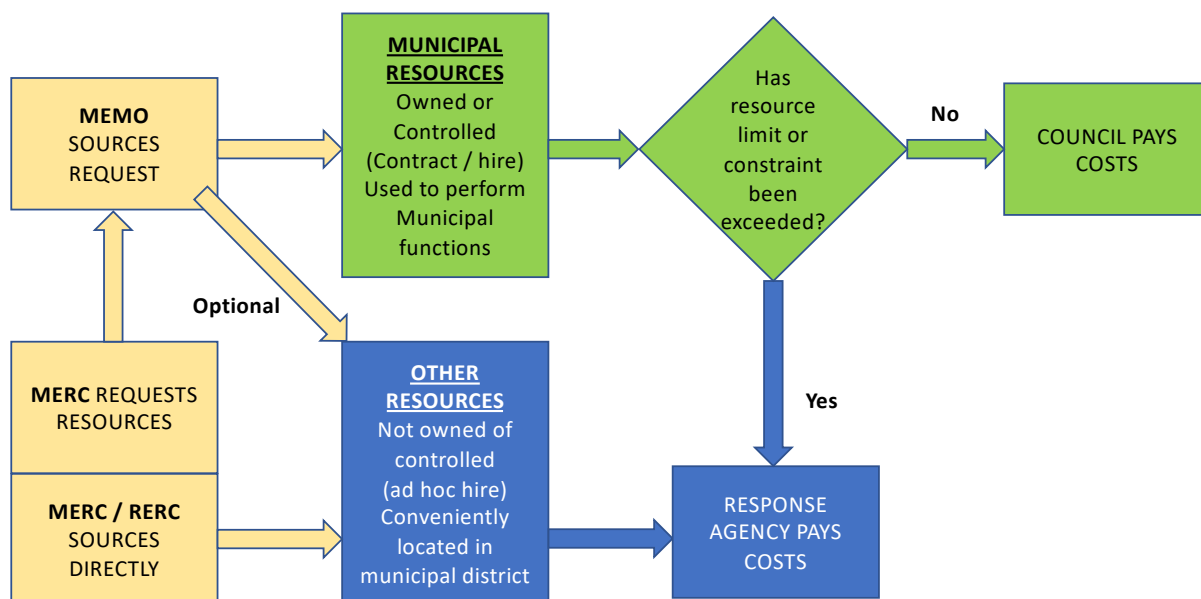 MEMO
SOURCES
REQUEST
MUNICIPAL
RESOURCES
Owned or
Controlled
(Contract / hire)
Used to perform
Municipal
functions
Has
resource
limit or
constraint
been
exceeded?
No
COUNCIL PAYS
COSTS
Optional
MERC REQUESTS
RESOURCES
MERC / RERC
SOURCES
DIRECTLY
OTHER
RESOURCES
Not owned of
controlled
(ad hoc hire)
Conveniently
located in
municipal district
Yes
RESPONSE
AGENCY PAYS
COSTS